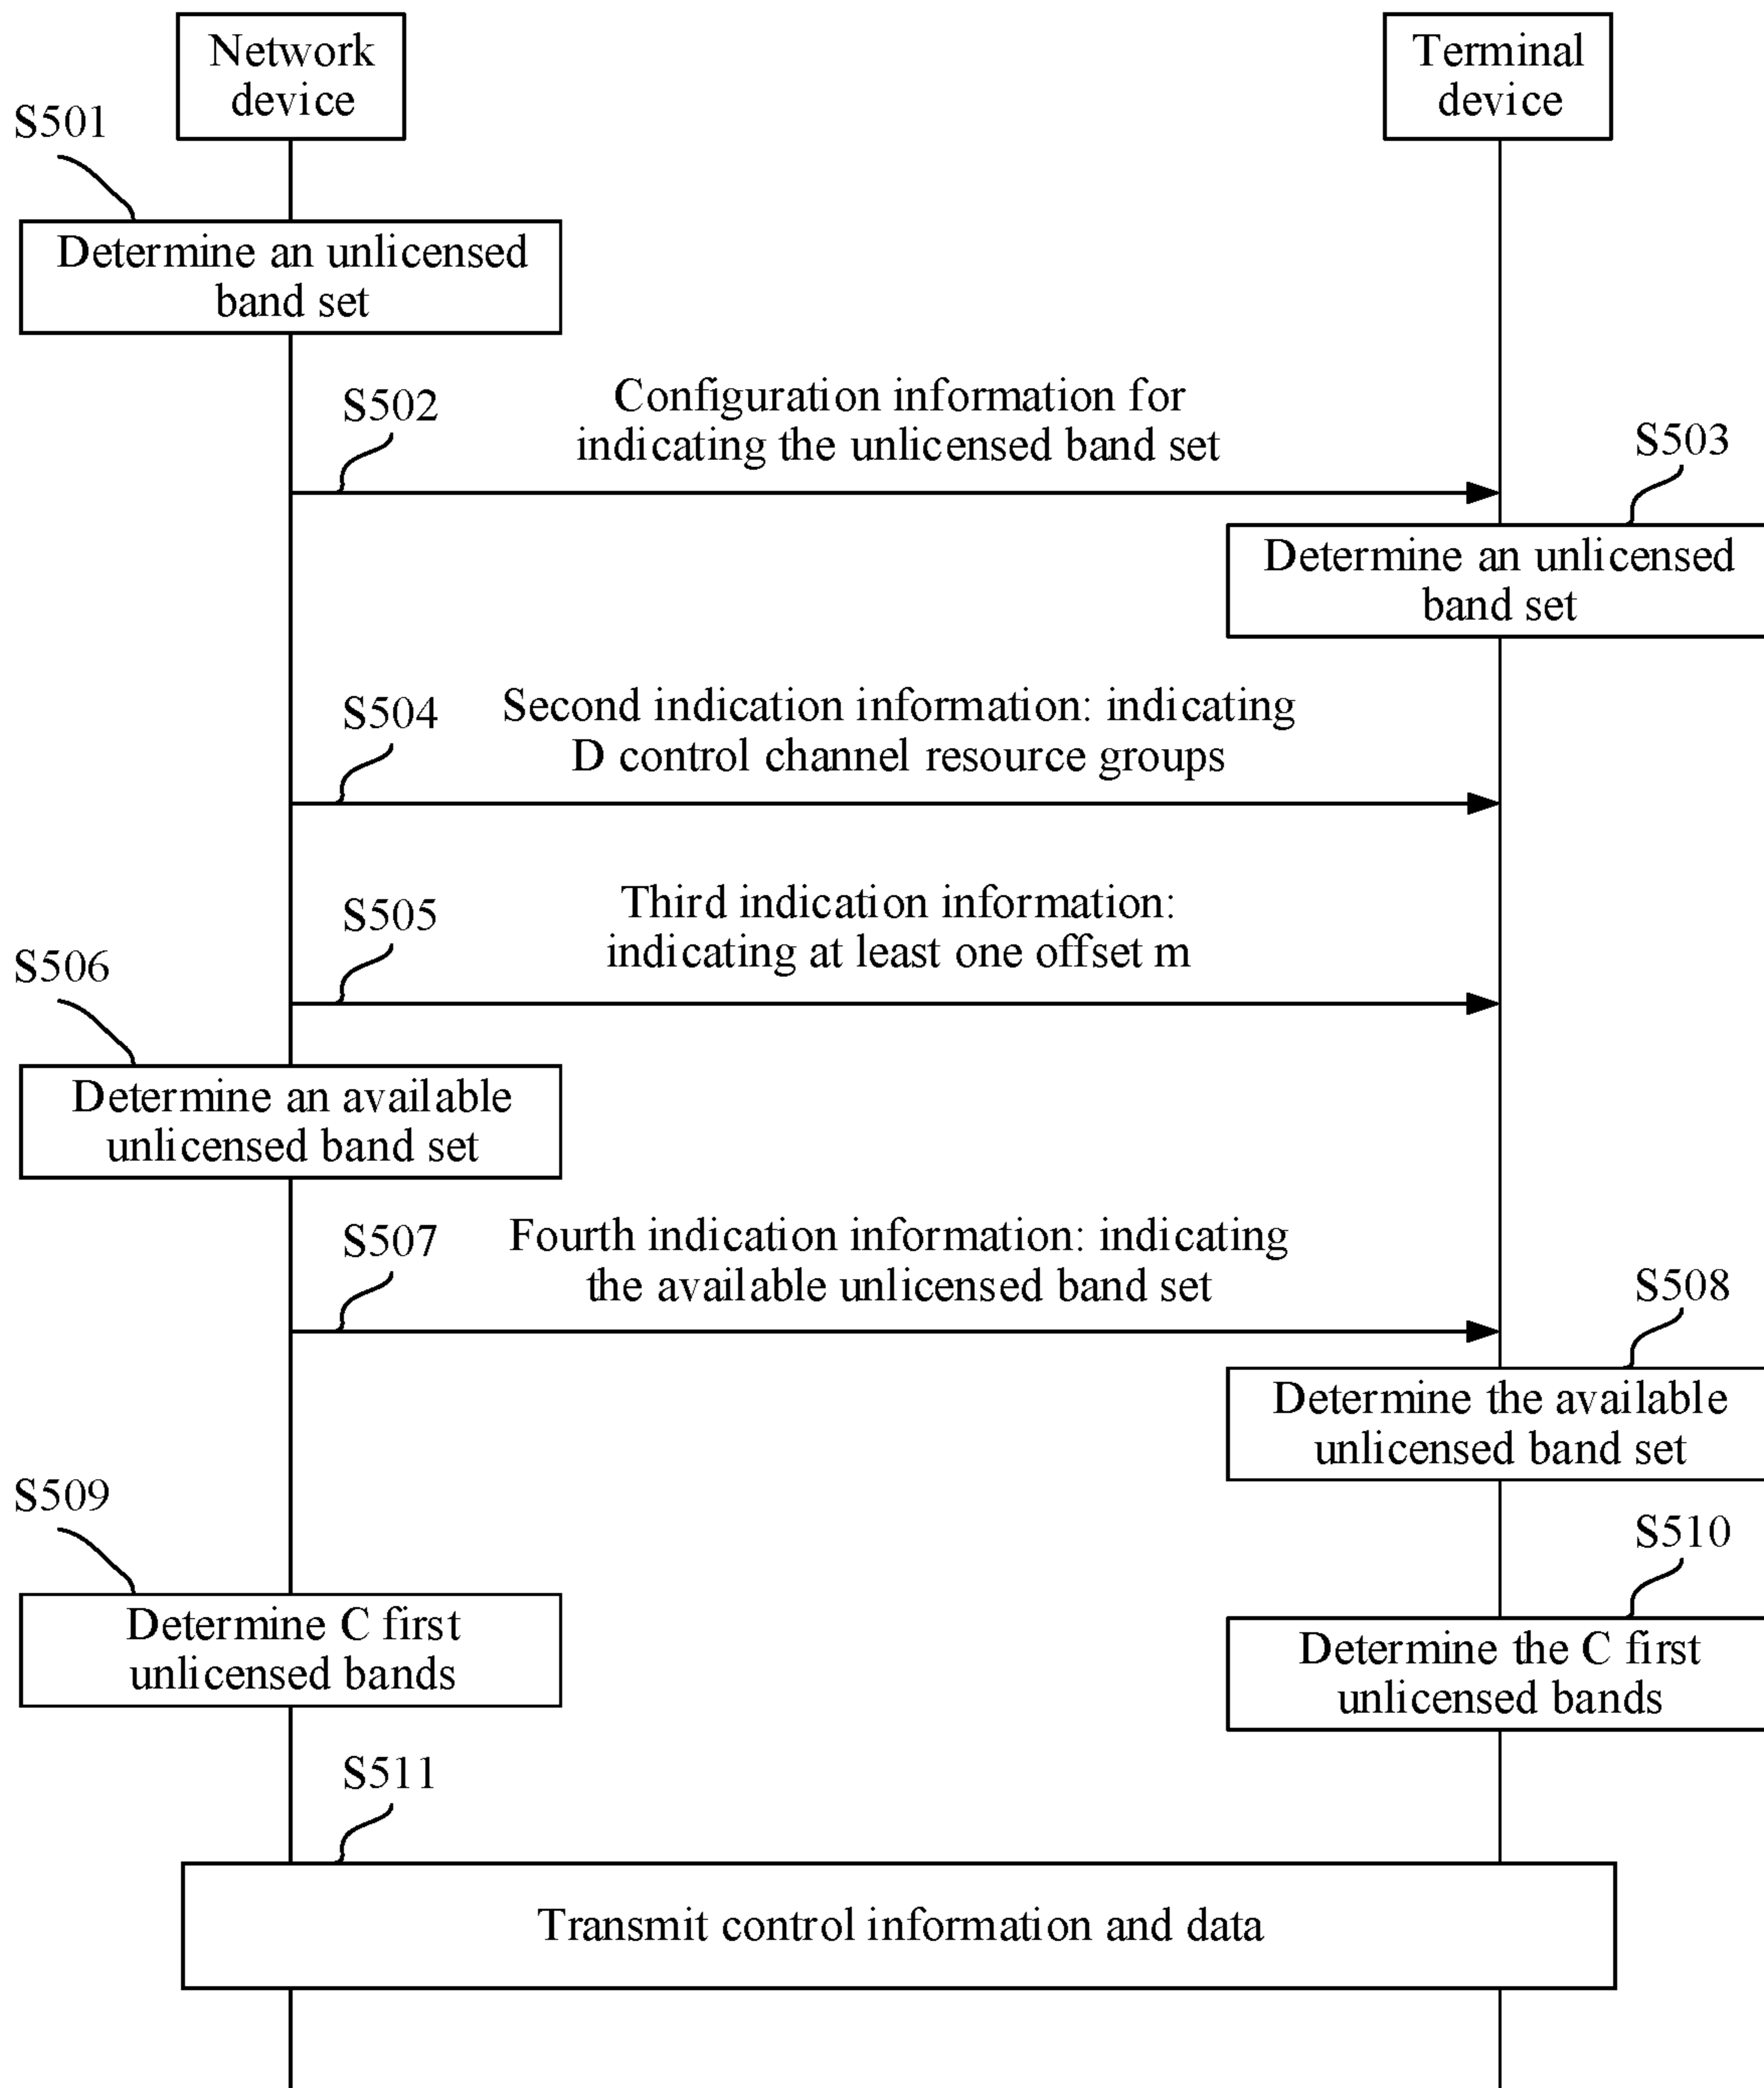 Network
device
Terminal
device
S501
Determine an unlicensed
band set
S502
Configuration information for
indicating the unlicensed band set
S503
Determine an unlicensed
band set
S504
Second indication information: indicating
D control channel resource groups
S505
Third indication information:
indicating at least one offset m
S506
Determine an available
unlicensed band set
S507
Fourth indication information: indicating
the available unlicensed band set
S508
Determine the available
unlicensed band set
S509
Determine C first
unlicensed bands
S510
Determine the C first
unlicensed bands
S511
Transmit control information and data